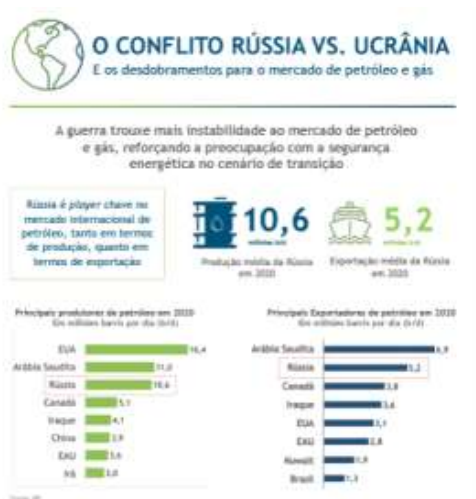 O CONFLITO RÚSSIA VS. UCRÂNIA
E os desdobramentos para o mercado de petróleo e gás
A guerra trouxe mais instabilidade ao mercado de petróleo
e gás, reforçando a preocupação com a segurança
energética no cenário de transição
Rússia é player chave no
mercado internacional de
petróleo, tanto em termos
de produção, quanto em
termos de exportação
10,6
milhões b/d
Produção média da Rússia
em 2020
5,2
milhões b/d
Exportação média da Rússia
em 2020
Principais produtores de petróleo em 2020
Em milhões barris por dia (b/d)
EUA 16,4
Arábia Saudita 11,0
Rússia 10,6
Canadá 5,1
Iraque 4,1
China 3,9
EAU 3,6
Irã 3,0
Principais Exportadores de petróleo em 2020
Em milhões barris por dia (b/d)
Arábia Saudita 6,9
Rússia 5,2
Canadá 3,8
Iraque 3,6
EUA 3,1
EAU 2,8
Kuwait 1,9
Brasil 1,3